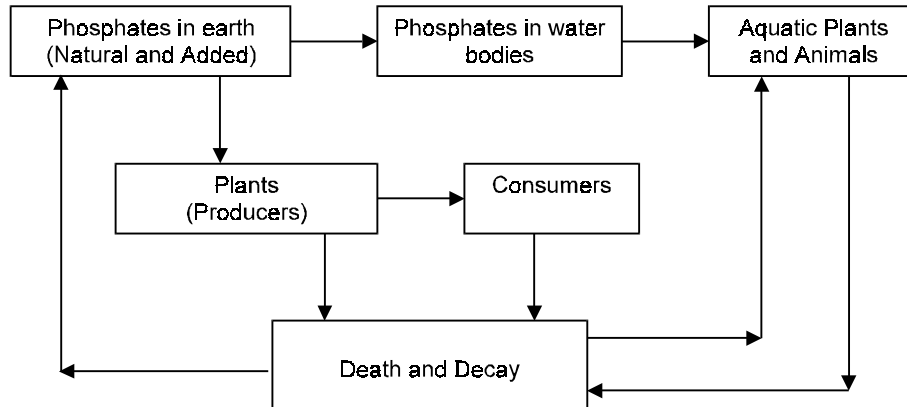 Phosphates in earth
(Natural and Added)
Phosphates in water
bodies
Aquatic Plants
and Animals
Plants
(Producers)
Consumers
Death and Decay